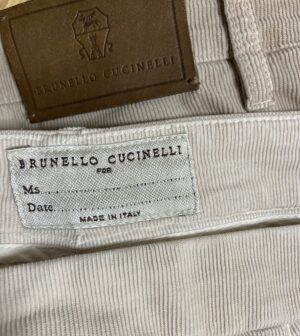 BRUNELLO CUCINELLI
BRUNELLO CUCINELLI
FOR
Ms.
Date
MADE IN ITALY